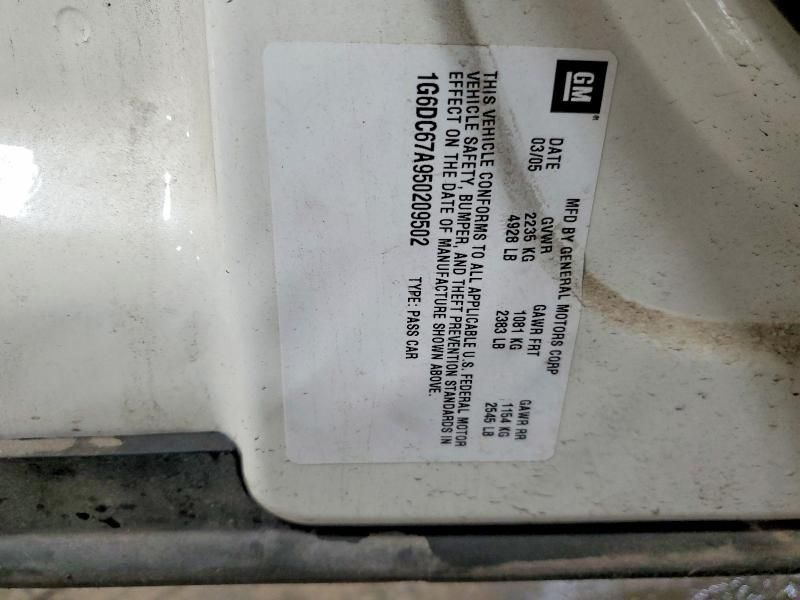 GM®
MFD BY GENERAL MOTORS CORP
DATE GVWR GAWR FRT GAWR RR
03/05 2235 KG 1081 KG 1154 KG
4928 LB 2383 LB 2545 LB
THIS VEHICLE CONFORMS TO ALL APPLICABLE U.S. FEDERAL MOTOR
VEHICLE SAFETY, BUMPER, AND THEFT PREVENTION STANDARDS IN
EFFECT ON THE DATE OF MANUFACTURE SHOWN ABOVE.
1G6DC67A950209502 TYPE: PASS CAR